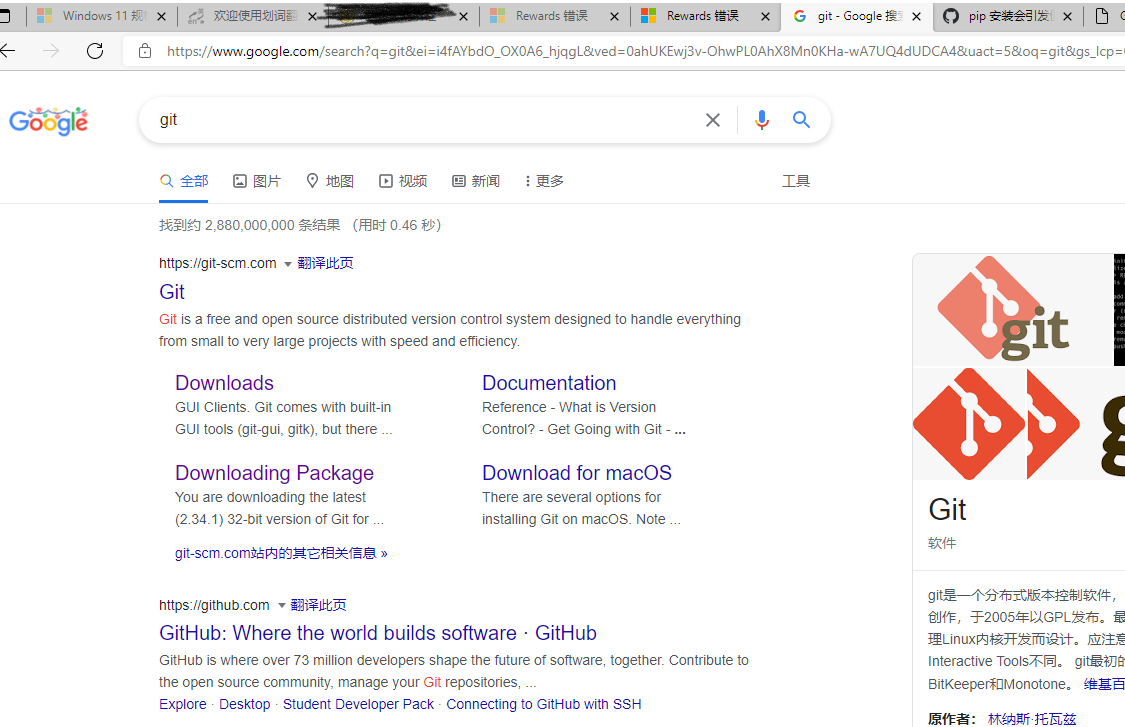 Windows 11 规
欢迎使用划词翻
Rewards 错误
Rewards 错误
git - Google 搜
pip 安装会引发
https://www.google.com/search?q=git&ei=i4fAYbdO_OX0A6_hjqgL&ved=0ahUKEwj3v-OhwPL0AhX8Mn0KHa-wA7UQ4dUDCA4&uact=5&oq=git&gs_lcp=
Google
git
全部
图片
地图
视频
新闻
更多
工具
找到约 2,880,000,000 条结果 （用时 0.46 秒）
https://git-scm.com 翻译此页
Git
Git is a free and open source distributed version control system designed to handle everything
from small to very large projects with speed and efficiency.
Downloads
GUI Clients. Git comes with built-in
GUI tools (git-gui, gitk), but there ...
Documentation
Reference - What is Version
Control? - Get Going with Git - ...
Downloading Package
You are downloading the latest
(2.34.1) 32-bit version of Git for ...
Download for macOS
There are several options for
installing Git on macOS. Note ...
git-scm.com站内的其它相关信息 »
https://github.com 翻译此页
GitHub: Where the world builds software · GitHub
GitHub is where over 73 million developers shape the future of software, together. Contribute to
the open source community, manage your Git repositories, ...
Explore · Desktop · Student Developer Pack · Connecting to GitHub with SSH
git
Git
软件
git是一个分布式版本控制软件，
创作，于2005年以GPL发布。最
理Linux内核开发而设计。应注意
Interactive Tools不同。 git最初的
BitKeeper和Monotone。 维基百
原作者： 林纳斯·托瓦兹